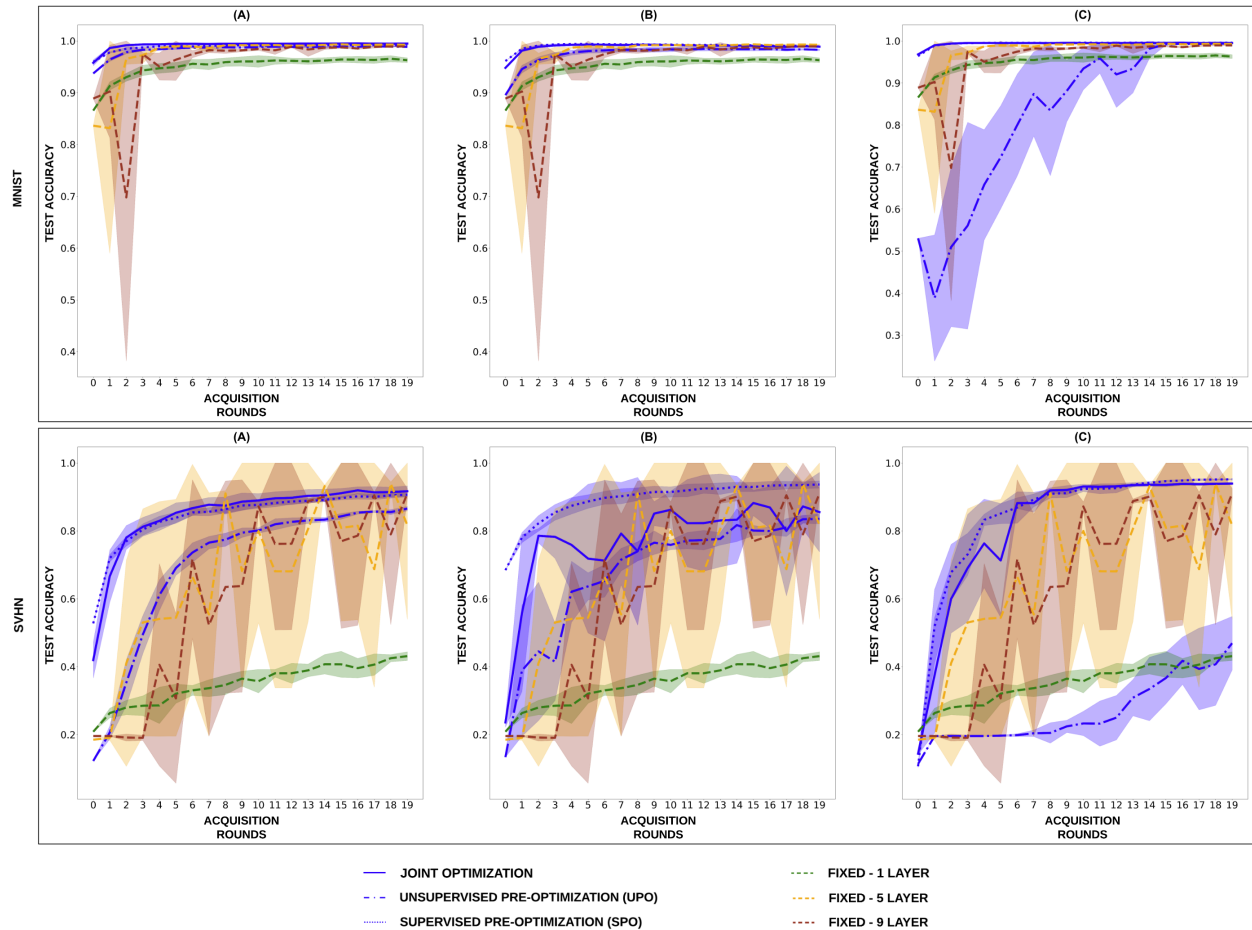 (A)
(B)
(C)
MNIST
TEST ACCURACY
1.0
0.9
0.8
0.7
0.6
0.5
0.4
0 1 2 3 4 5 6 7 8 9 10 11 12 13 14 15 16 17 18 19
ACQUISITION
ROUNDS
TEST ACCURACY
1.0
0.9
0.8
0.7
0.6
0.5
0.4
0 1 2 3 4 5 6 7 8 9 10 11 12 13 14 15 16 17 18 19
ACQUISITION
ROUNDS
TEST ACCURACY
1.0
0.9
0.8
0.7
0.6
0.5
0.4
0.3
0 1 2 3 4 5 6 7 8 9 10 11 12 13 14 15 16 17 18 19
ACQUISITION
ROUNDS
(A)
(B)
(C)
SVHN
TEST ACCURACY
1.0
0.8
0.6
0.4
0.2
0 1 2 3 4 5 6 7 8 9 10 11 12 13 14 15 16 17 18 19
ACQUISITION
ROUNDS
TEST ACCURACY
1.0
0.8
0.6
0.4
0.2
0 1 2 3 4 5 6 7 8 9 10 11 12 13 14 15 16 17 18 19
ACQUISITION
ROUNDS
TEST ACCURACY
1.0
0.8
0.6
0.4
0.2
0 1 2 3 4 5 6 7 8 9 10 11 12 13 14 15 16 17 18 19
ACQUISITION
ROUNDS
JOINT OPTIMIZATION
UNSUPERVISED PRE-OPTIMIZATION (UPO)
SUPERVISED PRE-OPTIMIZATION (SPO)
FIXED - 1 LAYER
FIXED - 5 LAYER
FIXED - 9 LAYER